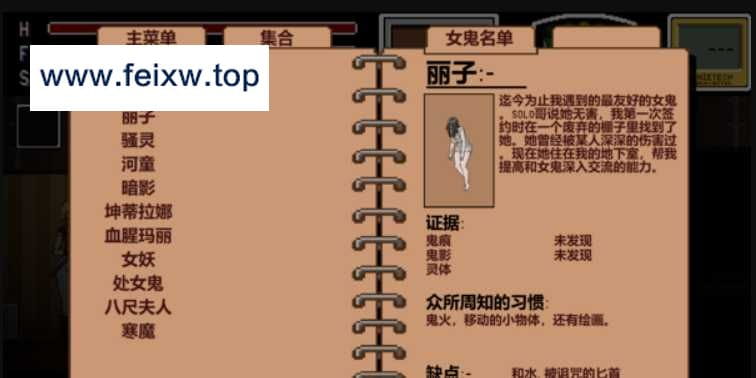 H
F
S
---
主菜单
集合
女鬼名单
www.feixw.top
丽子
骚灵
河童
暗影
坤蒂拉娜
血腥玛丽
女妖
处女鬼
八尺夫人
寒魔
丽子:-
迄今为止我遇到的最友好的女鬼
。SOLO哥说她无害，我第一次签
约时在一个废弃的棚子里找到了
她。她曾经被某人深深的伤害过
。现在她住在我的地下室，帮我
提高和女鬼深入交流的能力。
证据:
鬼痕 未发现
鬼影 未发现
灵体
众所周知的习惯:
鬼火，移动的小物体，还有绘画。
缺点:- 和水,被诅咒的匕首